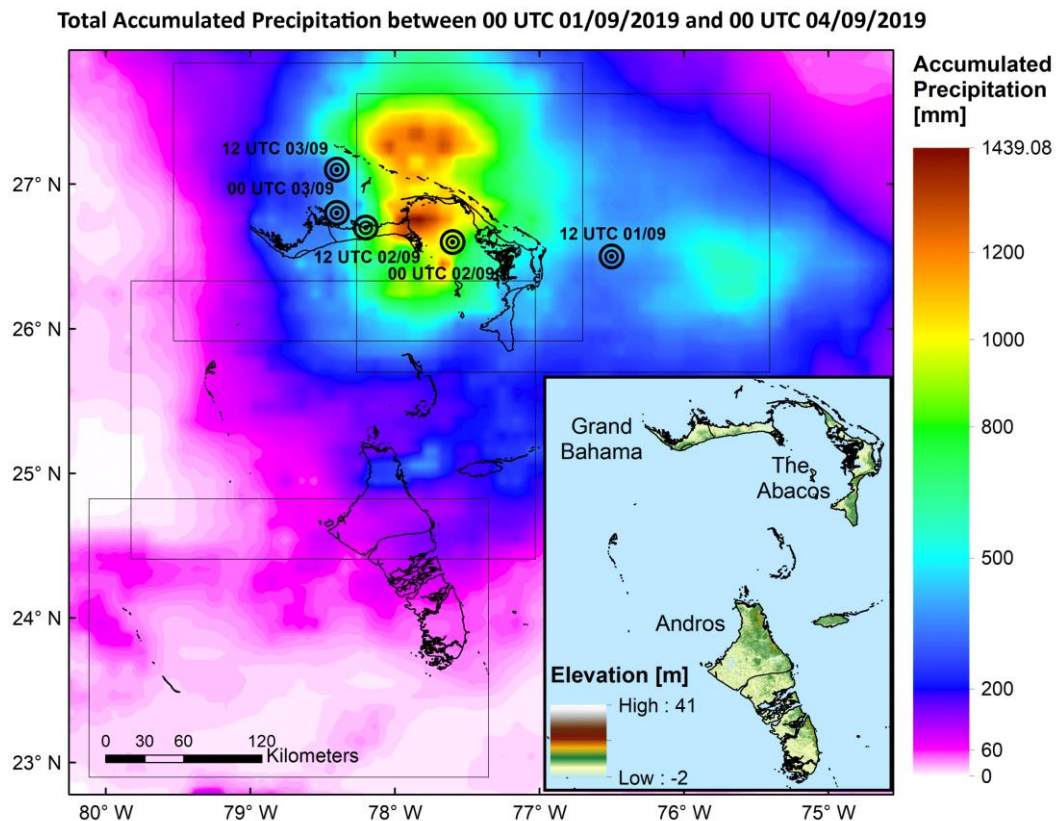 Total Accumulated Precipitation between 00 UTC 01/09/2019 and 00 UTC 04/09/2019
Accumulated
Precipitation
[mm]
1439.08
1200
1000
800
500
200
60
0
27° N
26° N
25° N
24° N
23° N
12 UTC 03/09
00 UTC 03/09
12 UTC 02/09
00 UTC 02/09
12 UTC 01/09
Grand
Bahama
The
Abacos
Andros
Elevation [m]
High : 41
Low : -2
0 30 60 120
Kilometers
80° W 79° W 78° W 77° W 76° W 75° W